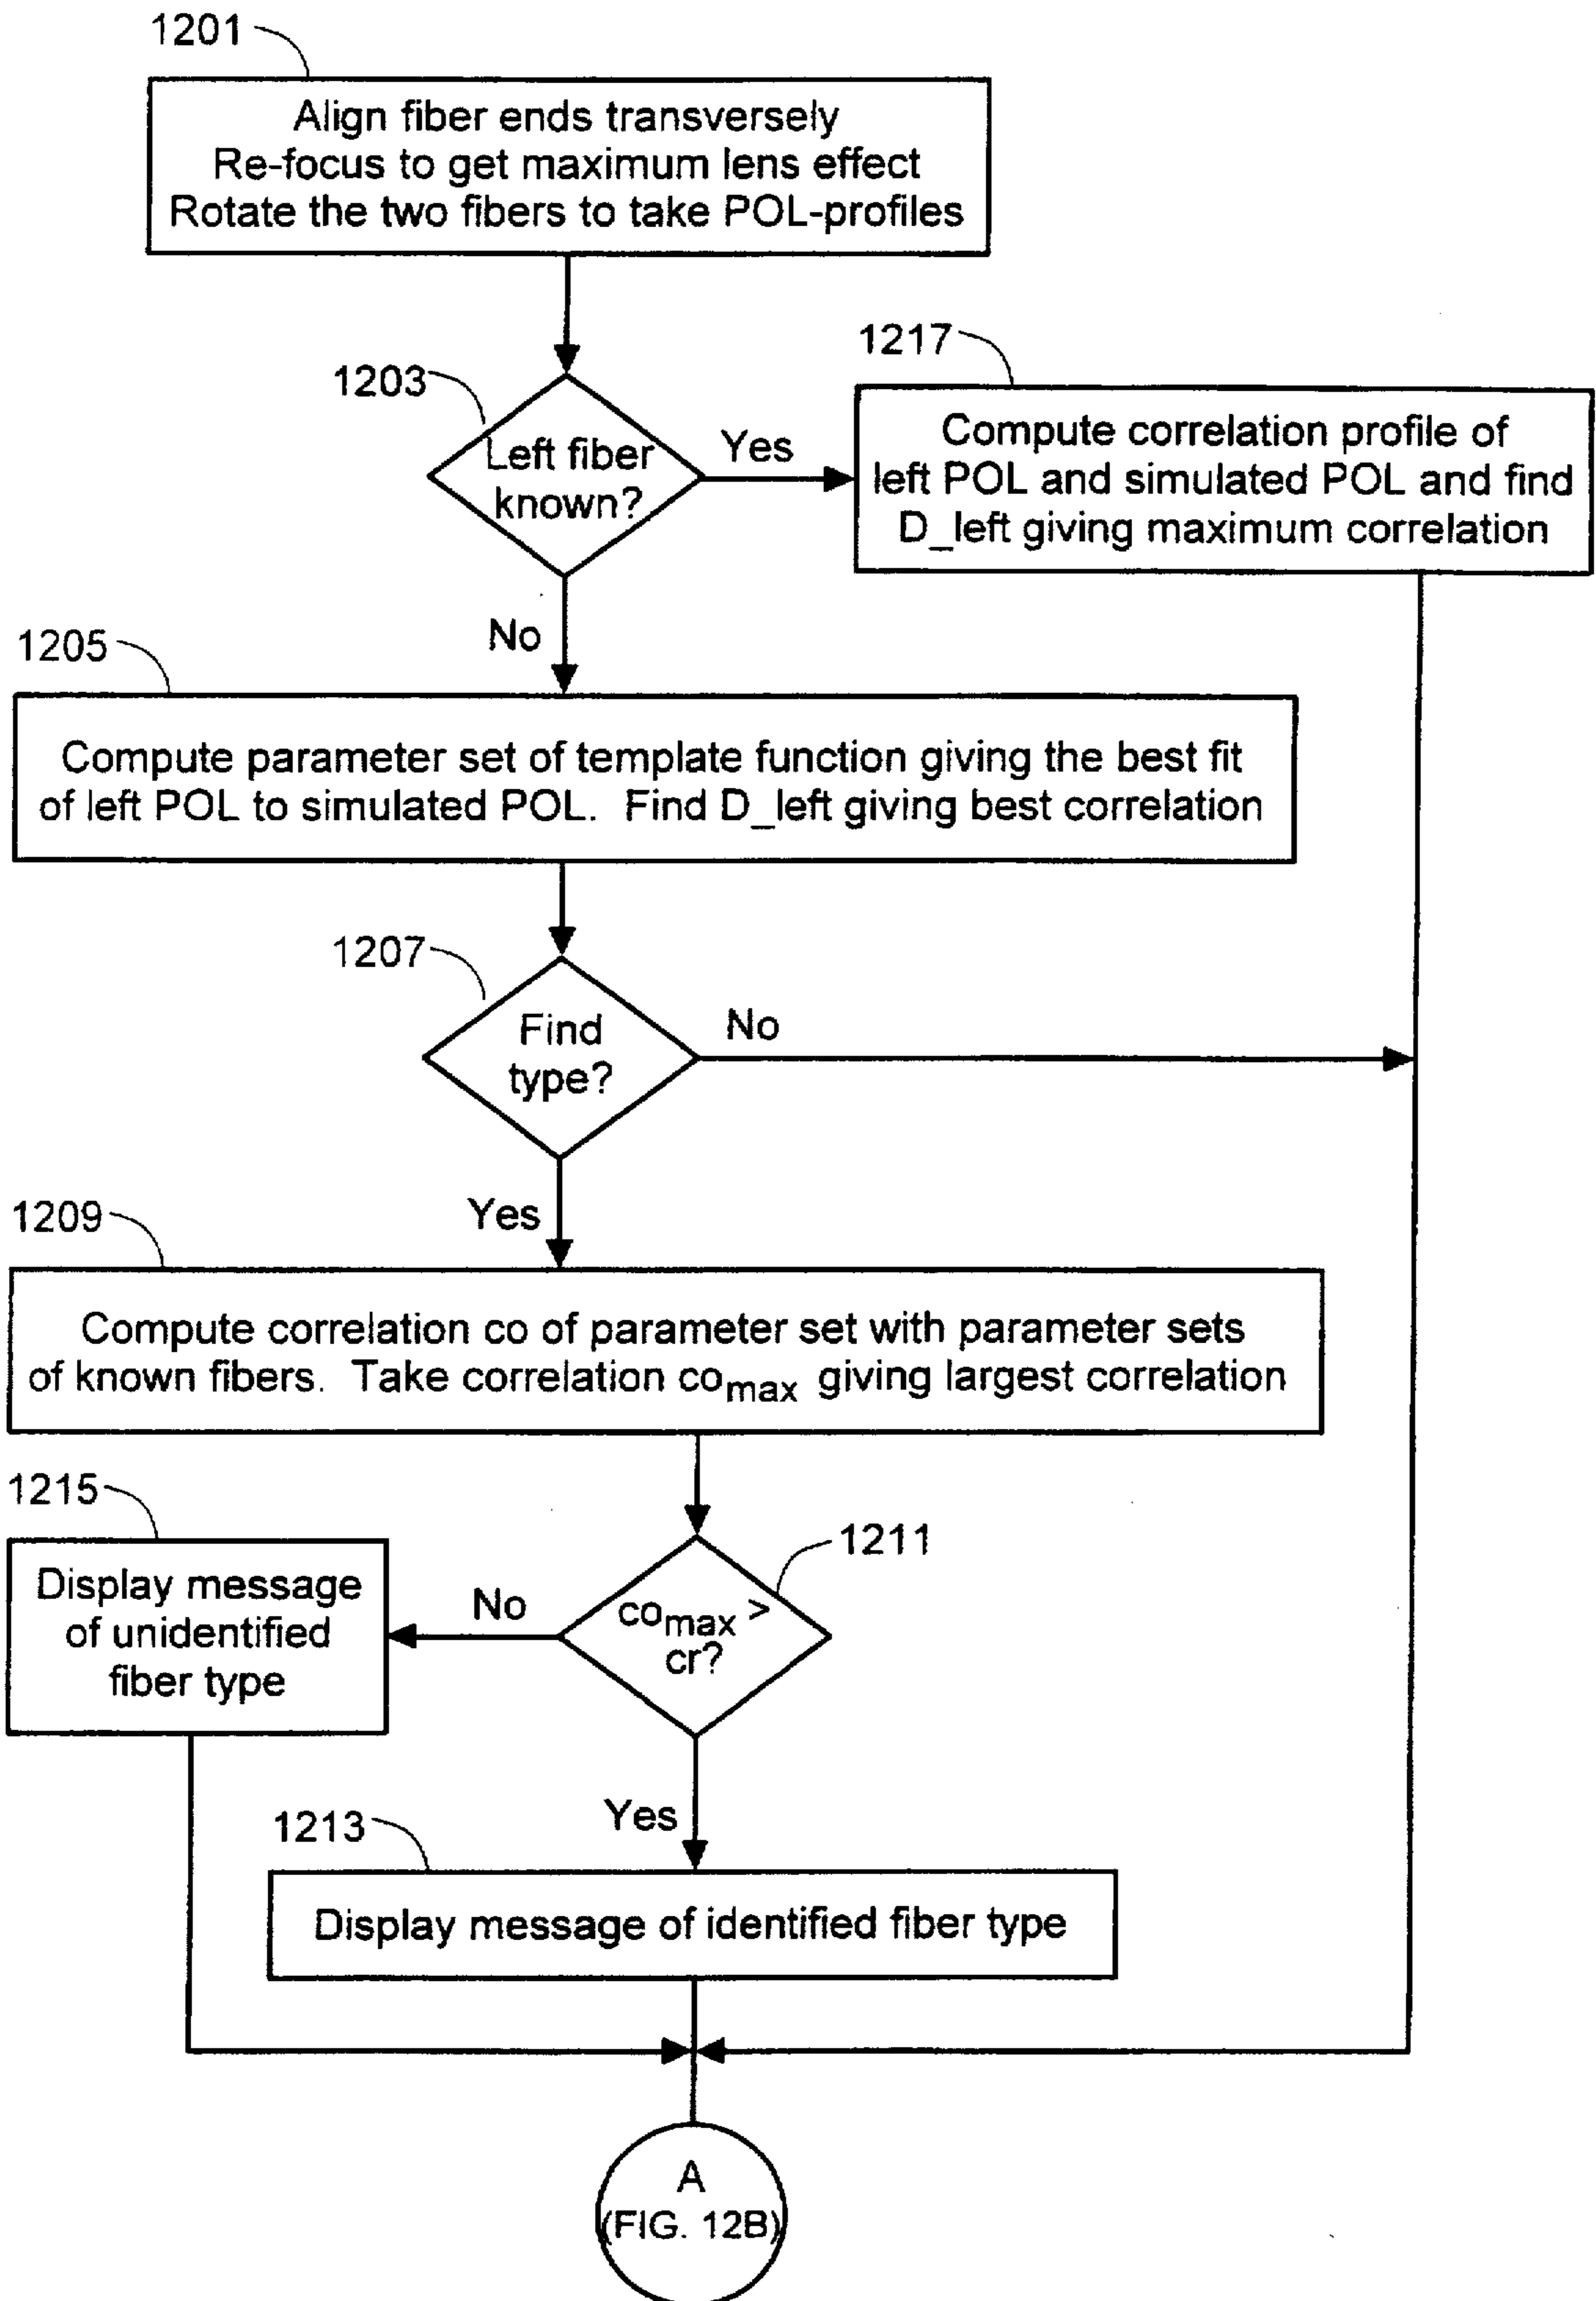 1201
Align fiber ends transversely
Re-focus to get maximum lens effect
Rotate the two fibers to take POL-profiles
1217
1203
Left fiber
known?
Yes
Compute correlation profile of
left POL and simulated POL and find
D_left giving maximum correlation
No
1205
Compute parameter set of template function giving the best fit
of left POL to simulated POL. Find D_left giving best correlation
1207
Find
type?
No
Yes
1209
Compute correlation co of parameter set with parameter sets
of known fibers. Take correlation comax giving largest correlation
1215
Display message
of unidentified
fiber type
No
1211
comax >
cr?
Yes
1213
Display message of identified fiber type
A
(FIG. 12B)